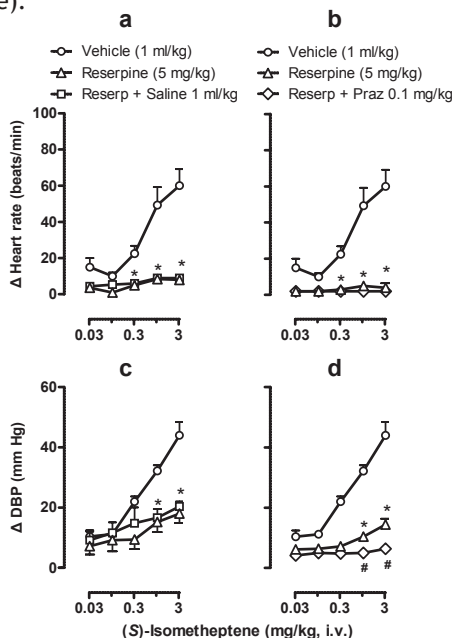 e).
a
Vehicle (1 ml/kg)
Reserpine (5 mg/kg)
Reserp + Saline 1 ml/kg
b
Vehicle (1 ml/kg)
Reserpine (5 mg/kg)
Reserp + Praz 0.1 mg/kg
Δ Heart rate (beats/min)
100
80
60
40
20
0
* * *
0.03 0.3 3
* * *
0.03 0.3 3
c
d
Δ DBP (mm Hg)
60
40
20
0
* *
0.03 0.3 3
* *
# #
0.03 0.3 3
(S)-Isometheptene (mg/kg, i.v.)